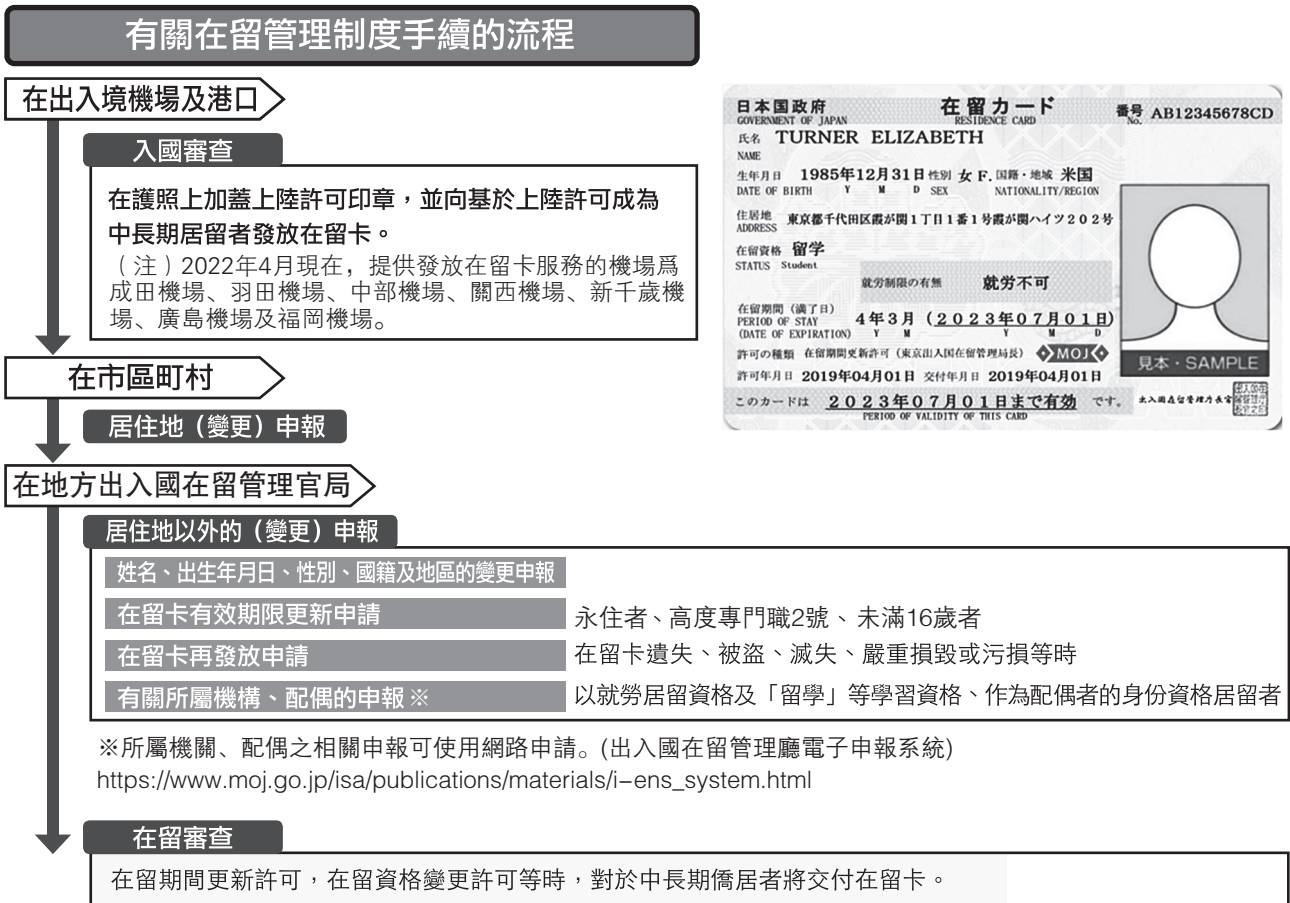 有關在留管理制度手續的流程
在出入境機場及港口
入國審查
在護照上加蓋上陸許可印章，並向基於上陸許可成為
中長期居留者發放在留卡。
（注）2022年4月現在，提供發放在留卡服務的機場爲
成田機場、羽田機場、中部機場、關西機場、新千歲機
場、廣島機場及福岡機場。
日本国政府 在留カード 番号 AB12345678CD
GOVERNMENT OF JAPAN RESIDENCE CARD No.
氏名 TURNER ELIZABETH
NAME
生年月日 1985年12月31日 性別 女 F. 国籍・地域 米国
DATE OF BIRTH Y M D SEX NATIONALITY/REGION
住居地 東京都千代田区霞が関1丁目1番1号霞が関ハイツ202号
ADDRESS
在留資格 留学
STATUS Student
就労制限の有無 就労不可
在留期間（満了日） 4年3月（2023年07月01日）
PERIOD OF STAY
(DATE OF EXPIRATION) Y M Y M D
許可の種類 在留期間更新許可（東京出入国在留管理局長） MOJ
許可年月日 2019年04月01日 交付年月日 2019年04月01日
このカードは 2023年07月01日まで有効 です。
PERIOD OF VALIDITY OF THIS CARD
見本・SAMPLE
出入国在留管理庁長官
在市區町村
居住地（變更）申報
在地方出入國在留管理官局
居住地以外的（變更）申報
姓名、出生年月日、性別、國籍及地區的變更申報
在留卡有效期限更新申請 永住者、高度專門職2號、未滿16歲者
在留卡再發放申請 在留卡遺失、被盜、滅失、嚴重損毀或污損等時
有關所屬機構、配偶的申報※ 以就勞居留資格及「留學」等學習資格、作為配偶者的身份資格居留者
※所屬機關、配偶之相關申報可使用網路申請。(出入國在留管理廳電子申報系統)
https://www.moj.go.jp/isa/publications/materials/i–ens_system.html
在留審查
在留期間更新許可，在留資格變更許可等時，對於中長期僑居者將交付在留卡。